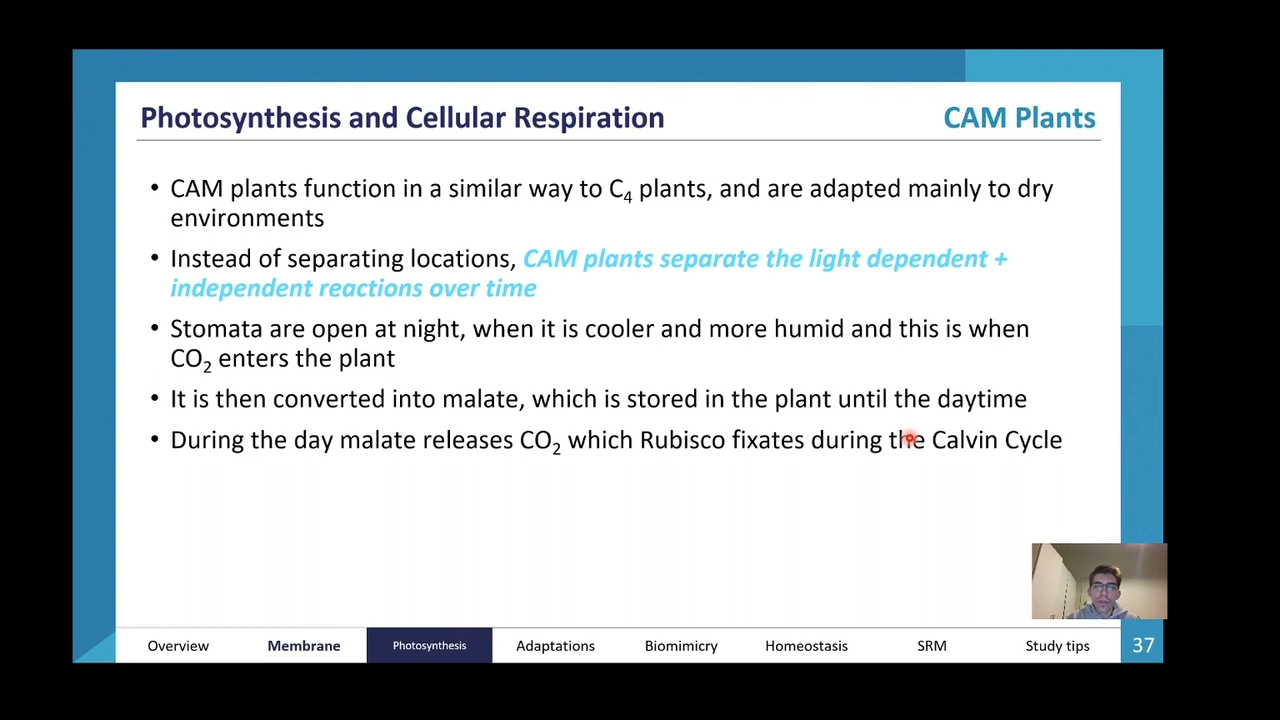 Photosynthesis and Cellular Respiration
CAM Plants
• CAM plants function in a similar way to C₄ plants, and are adapted mainly to dry
environments
• Instead of separating locations, CAM plants separate the light dependent +
independent reactions over time
• Stomata are open at night, when it is cooler and more humid and this is when
CO₂ enters the plant
• It is then converted into malate, which is stored in the plant until the daytime
• During the day malate releases CO₂ which Rubisco fixates during the Calvin Cycle
Overview Membrane Photosynthesis Adaptations Biomimicry Homeostasis SRM Study tips 37